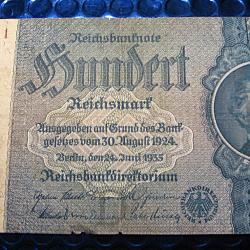 1
Reichsbanknote
Hundert
Reichsmark
Ausgegeben auf Grund des Bank-
gesetzes vom 30. August 1924.
Berlin, den 24. Juni 1935
Reichsbankdirektorium